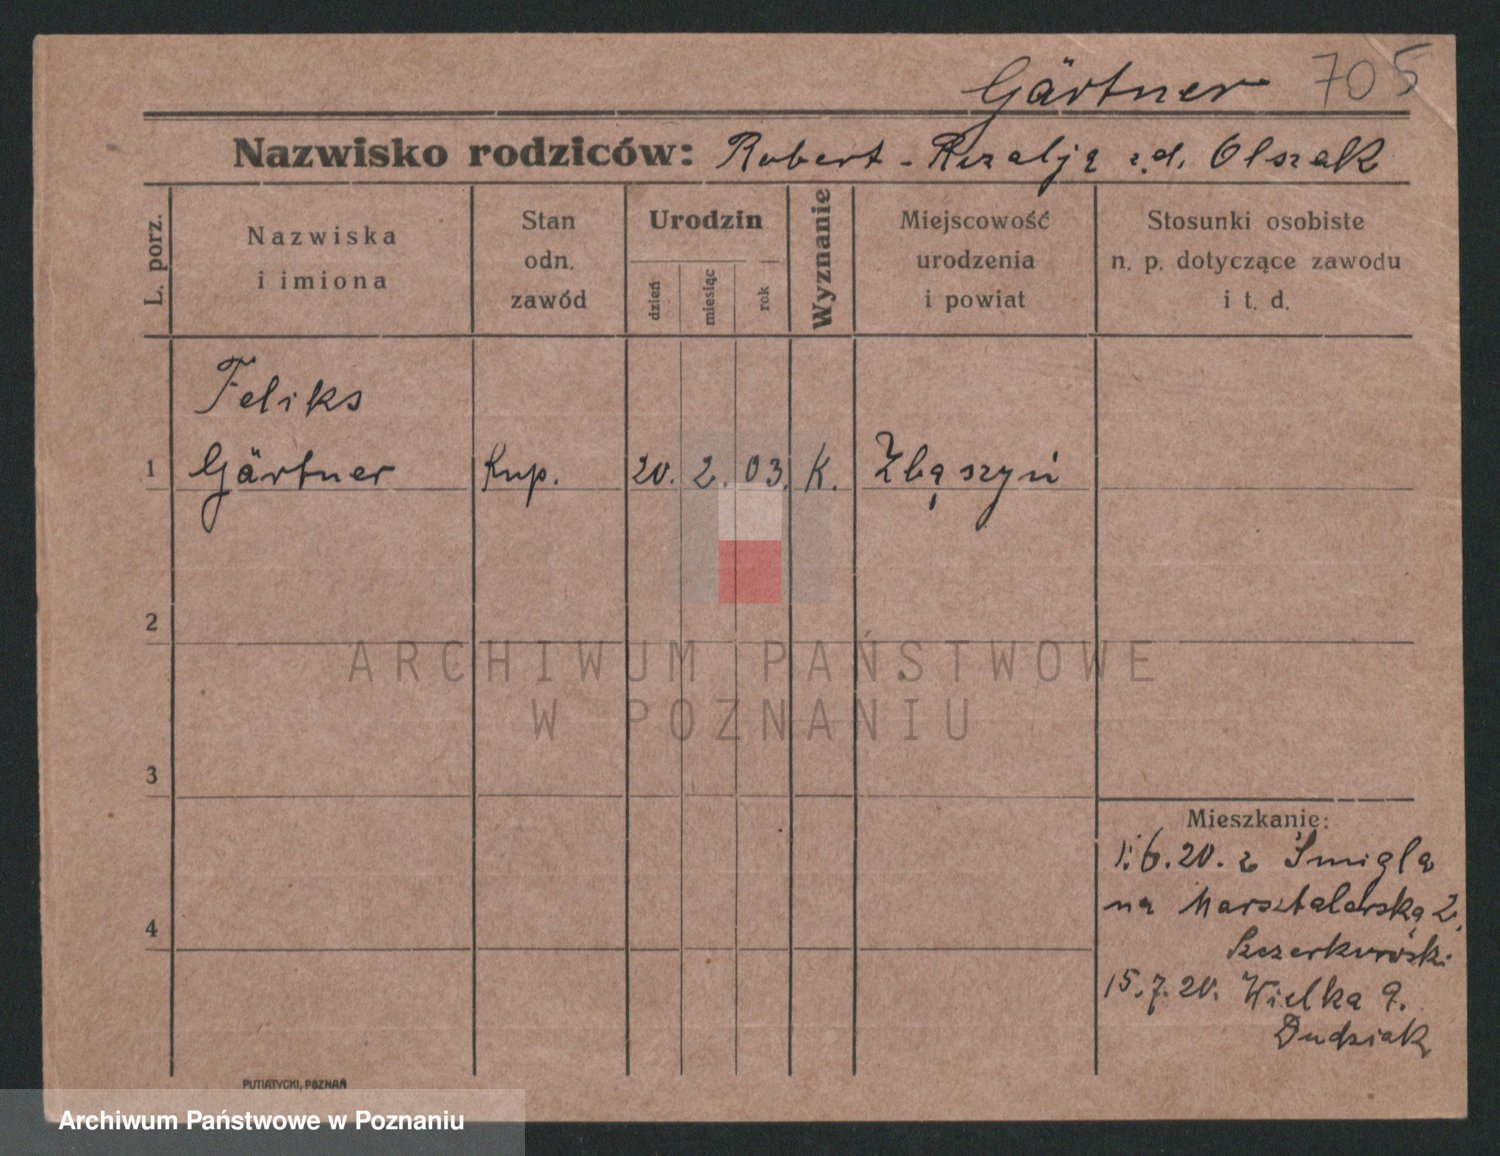 Gärtner 705
Nazwisko rodziców: Robert - Rozalja z d. Olszak
L. porz.
Nazwiska
i imiona
Stan
odn.
zawód
Urodzin
dzień
miesiąc
rok
Wyznanie
Miejscowość
urodzenia
i powiat
Stosunki osobiste
n. p. dotyczące zawodu
i t. d.
Feliks
1 Gärtner Kup. 20. 2. 03. K. Zbąszyń
2
3
4
Mieszkanie:
1.6.20. z Śmigla
na Marsztalarską 2.
15.7.20. Wielka 9.
Dudziak
PUTIATYCKI, POZNAŃ
ARCHIWUM PAŃSTWOWE
W POZNANIU
Archiwum Państwowe w Poznaniu